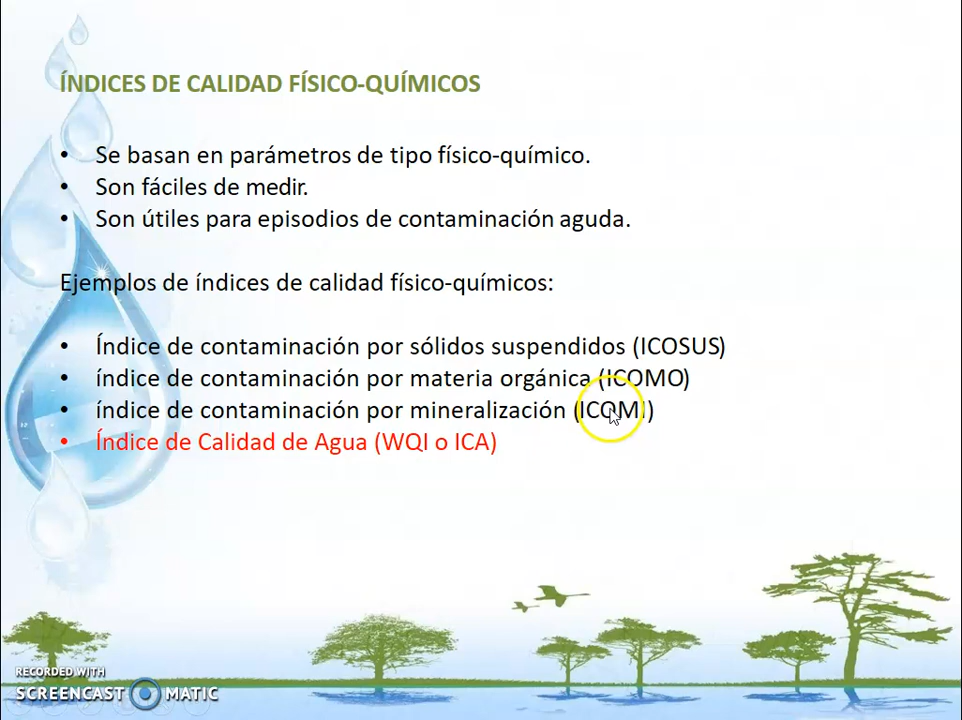 ÍNDICES DE CALIDAD FÍSICO-QUÍMICOS
• Se basan en parámetros de tipo físico-químico.
• Son fáciles de medir.
• Son útiles para episodios de contaminación aguda.
Ejemplos de índices de calidad físico-químicos:
• Índice de contaminación por sólidos suspendidos (ICOSUS)
• índice de contaminación por materia orgánica (ICOMO)
• índice de contaminación por mineralización (ICOMI)
• Índice de Calidad de Agua (WQI o ICA)
RECORDED WITH
SCREENCAST MATIC